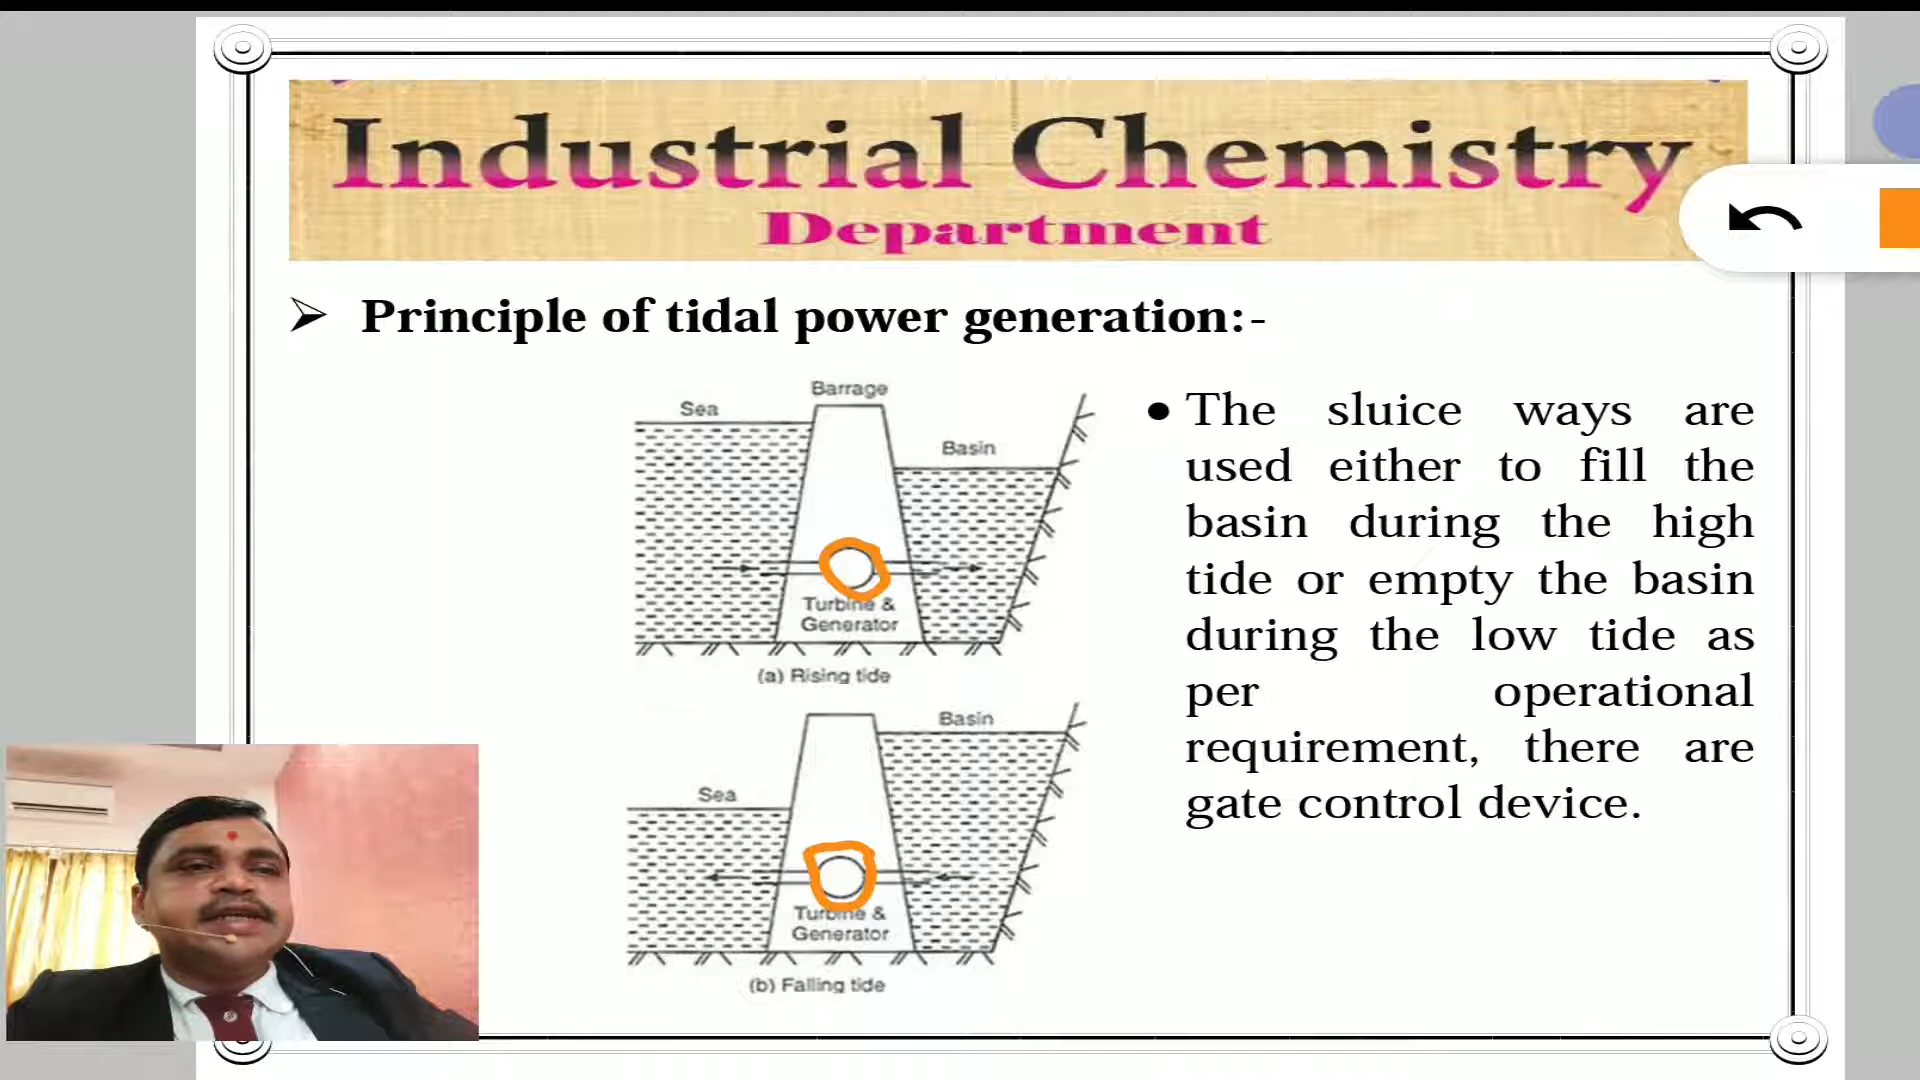 Industrial Chemistry
Department
➢ Principle of tidal power generation:-
Barrage
Sea
Basin
Turbine &
Generator
(a) Rising tide
Basin
Sea
Turbine &
Generator
(b) Falling tide
• The sluice ways are
used either to fill the
basin during the high
tide or empty the basin
during the low tide as
per operational
requirement, there are
gate control device.